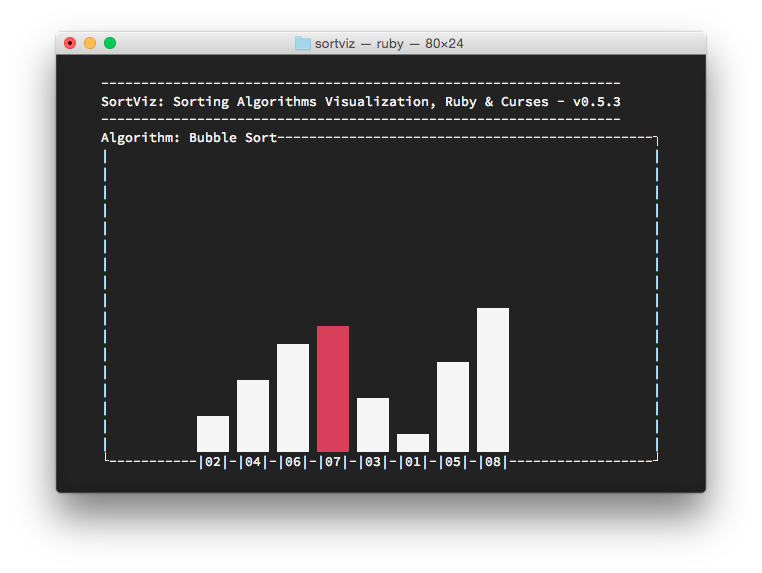 sortviz — ruby — 80×24
SortViz: Sorting Algorithms Visualization, Ruby & Curses - v0.5.3
Algorithm: Bubble Sort
|02|-|04|-|06|-|07|-|03|-|01|-|05|-|08|